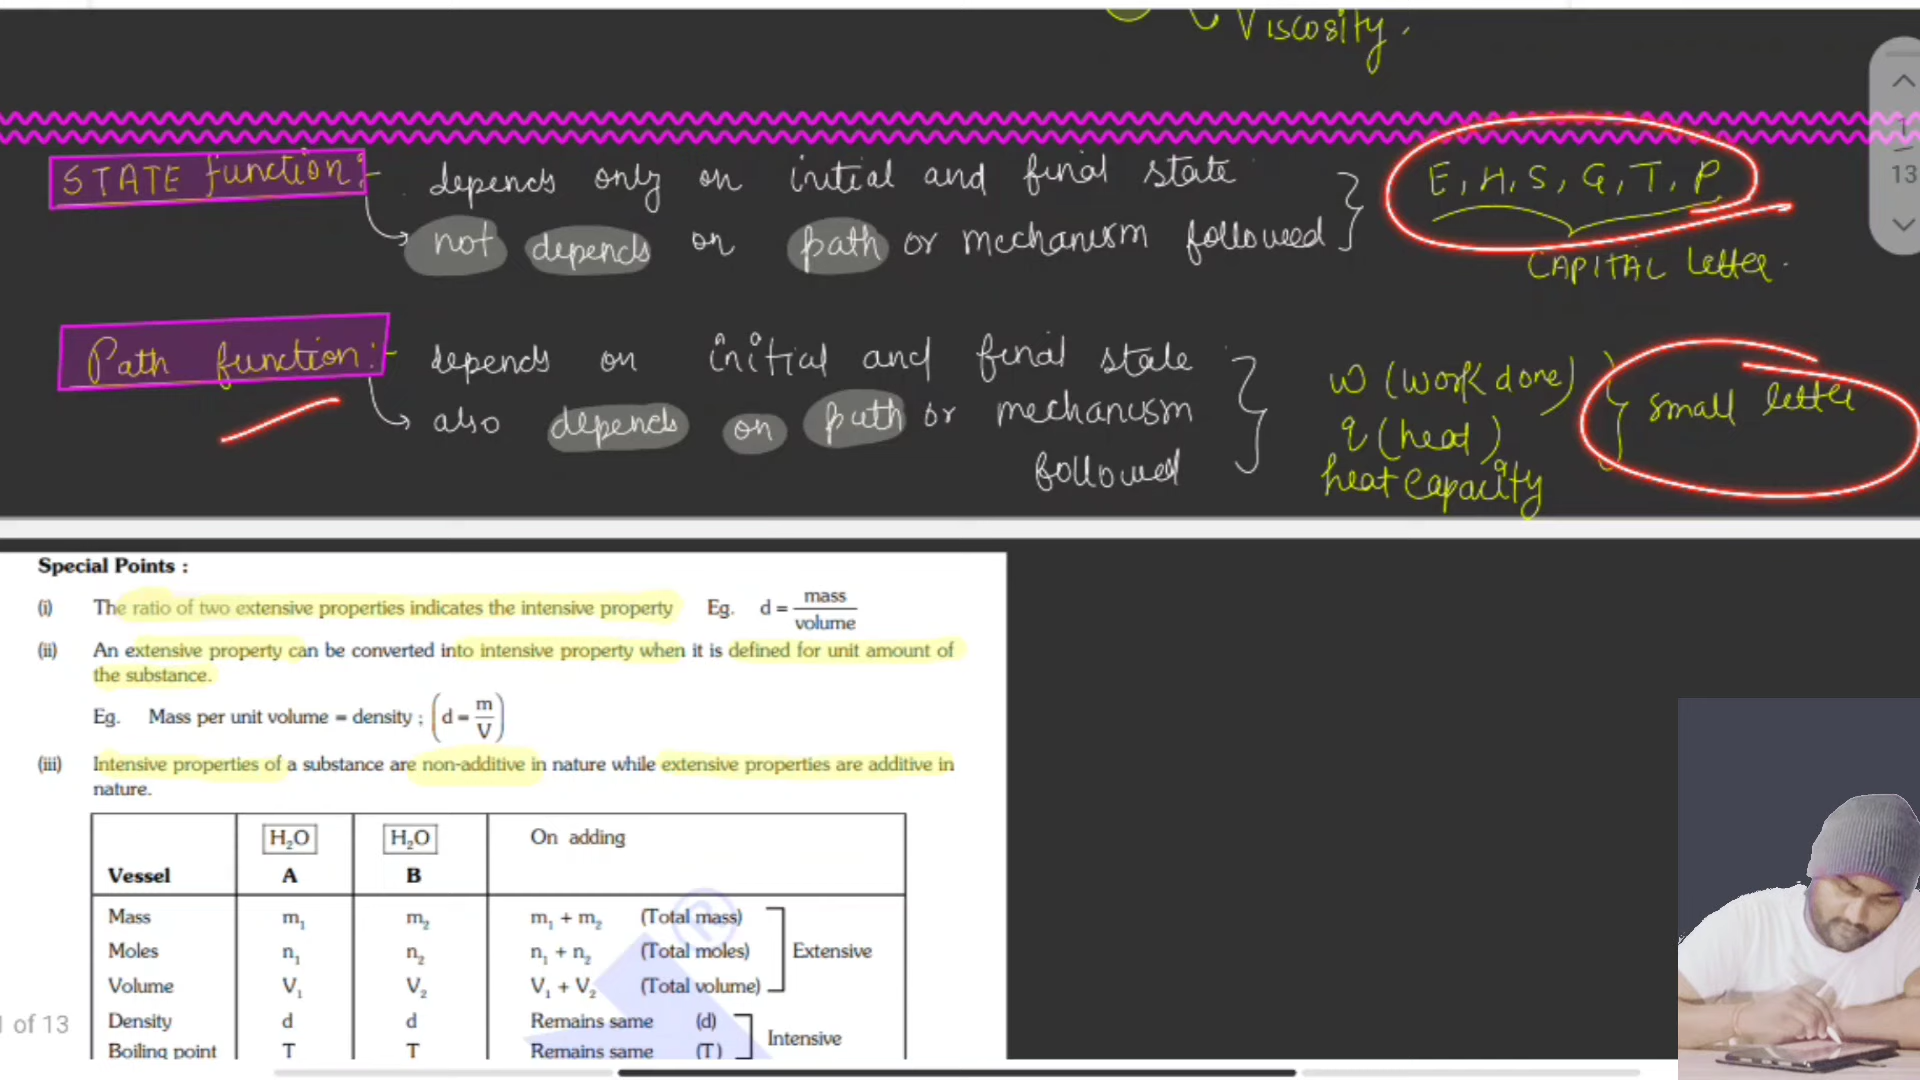 Viscosity.
STATE function:- depends only on initial and final state
not depends on path or mechanism followed
E, H, S, G, T, P
CAPITAL Letter.
Path function:- depends on initial and final state
also depends on path or mechanism
followed
w (work done)
q (heat)
heat capacity
small letter
1
13
Special Points :
(i) The ratio of two extensive properties indicates the intensive property Eg. d = mass / volume
(ii) An extensive property can be converted into intensive property when it is defined for unit amount of
the substance.
Eg. Mass per unit volume = density ; (d = m/V)
(iii) Intensive properties of a substance are non-additive in nature while extensive properties are additive in
nature.
H₂O H₂O On adding
Vessel A B
Mass m₁ m₂ m₁ + m₂ (Total mass)
Moles n₁ n₂ n₁ + n₂ (Total moles) Extensive
Volume V₁ V₂ V₁ + V₂ (Total volume)
Density d d Remains same (d)
Intensive
Boiling point T T Remains same (T)
®
1 of 13